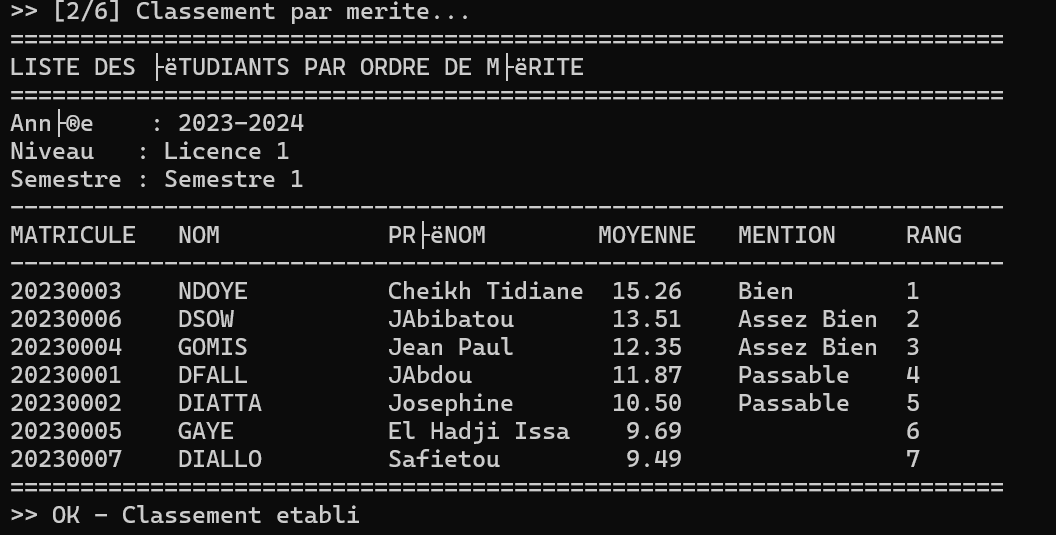 >> [2/6] Classement par merite...
=======================================================================
LISTE DES ├ëTUDIANTS PAR ORDRE DE M├ëRITE
=======================================================================
Ann├®e    : 2023-2024
Niveau   : Licence 1
Semestre : Semestre 1
-----------------------------------------------------------------------
MATRICULE   NOM            PR├ëNOM        MOYENNE   MENTION     RANG
-----------------------------------------------------------------------
20230003    NDOYE          Cheikh Tidiane  15.26    Bien        1
20230006    DSOW           JAbibatou       13.51    Assez Bien  2
20230004    GOMIS          Jean Paul       12.35    Assez Bien  3
20230001    DFALL          JAbdou          11.87    Passable    4
20230002    DIATTA         Josephine       10.50    Passable    5
20230005    GAYE           El Hadji Issa    9.69                6
20230007    DIALLO         Safietou         9.49                7
=======================================================================
>> OK - Classement etabli